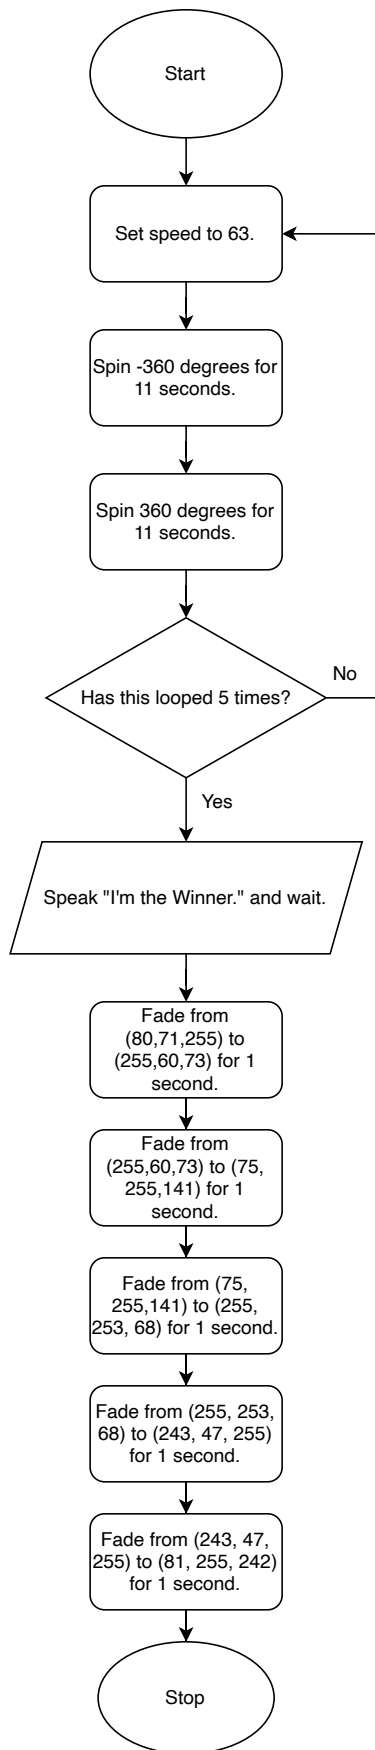 Start
Set speed to 63.
Spin -360 degrees for
11 seconds.
Spin 360 degrees for
11 seconds.
Has this looped 5 times?
No
Yes
Speak "I'm the Winner." and wait.
Fade from
(80,71,255) to
(255,60,73) for 1
second.
Fade from
(255,60,73) to (75,
255,141) for 1
second.
Fade from (75,
255,141) to (255,
253, 68) for 1 second.
Fade from (255, 253,
68) to (243, 47, 255)
for 1 second.
Fade from (243, 47,
255) to (81, 255, 242)
for 1 second.
Stop